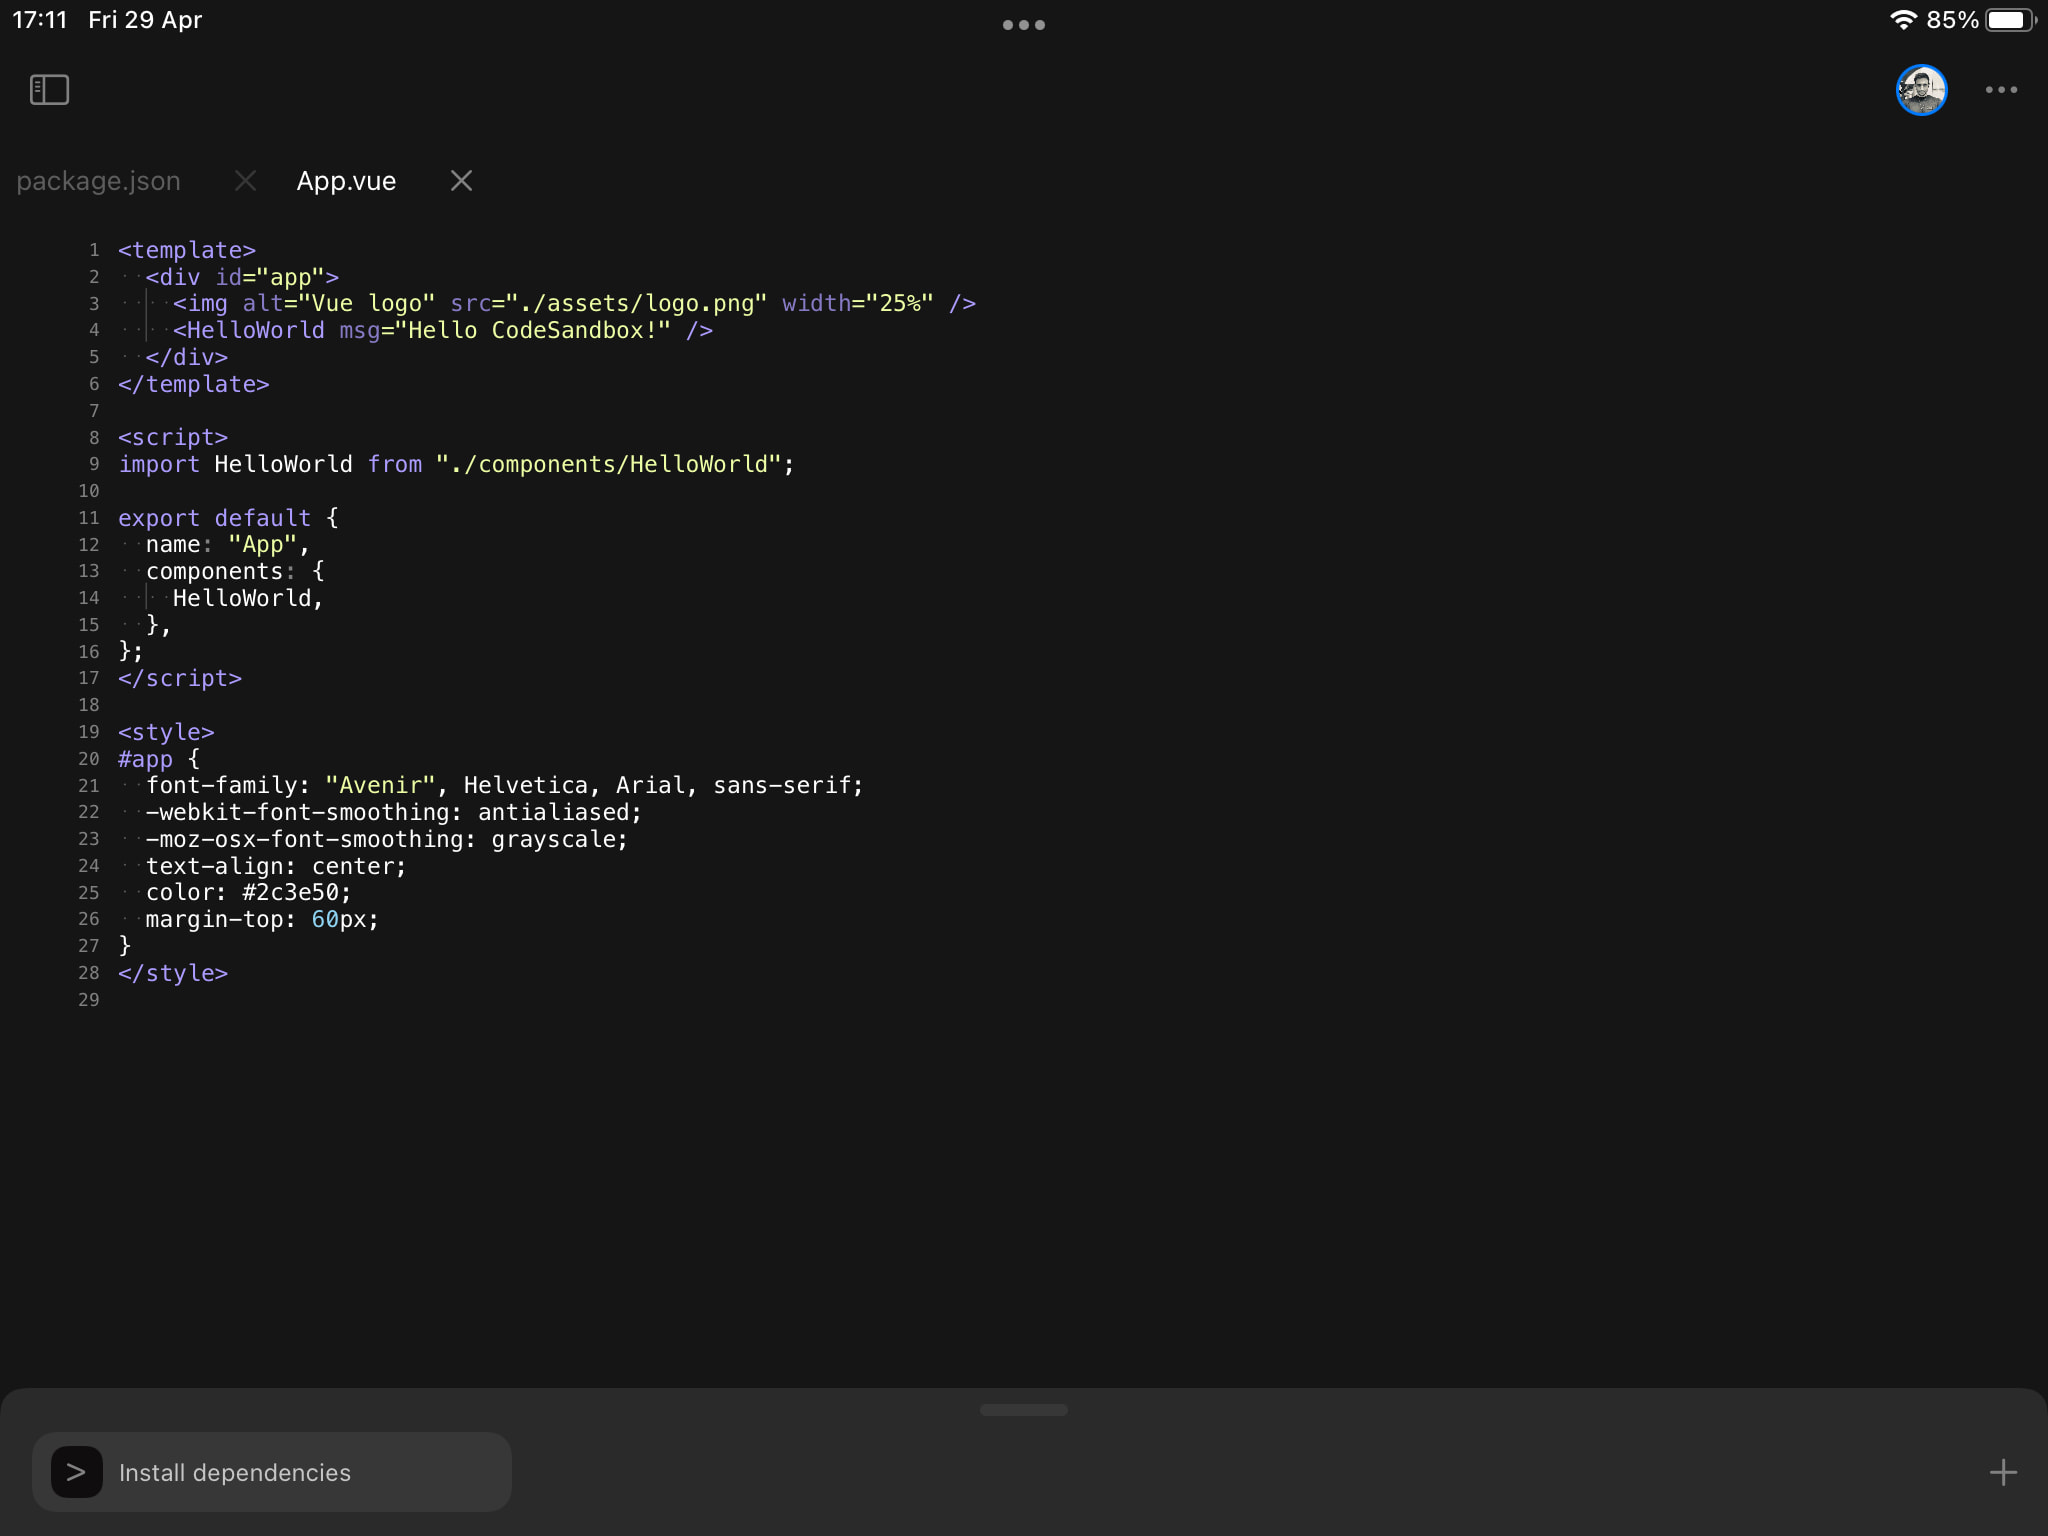 17:11 Fri 29 Apr 85%
package.json App.vue
1 <template>
2   <div id="app">
3     <img alt="Vue logo" src="./assets/logo.png" width="25%" />
4     <HelloWorld msg="Hello CodeSandbox!" />
5   </div>
6 </template>
7
8 <script>
9 import HelloWorld from "./components/HelloWorld";
10
11 export default {
12   name: "App",
13   components: {
14     HelloWorld,
15   },
16 };
17 </script>
18
19 <style>
20 #app {
21   font-family: "Avenir", Helvetica, Arial, sans-serif;
22   -webkit-font-smoothing: antialiased;
23   -moz-osx-font-smoothing: grayscale;
24   text-align: center;
25   color: #2c3e50;
26   margin-top: 60px;
27 }
28 </style>
29
> Install dependencies